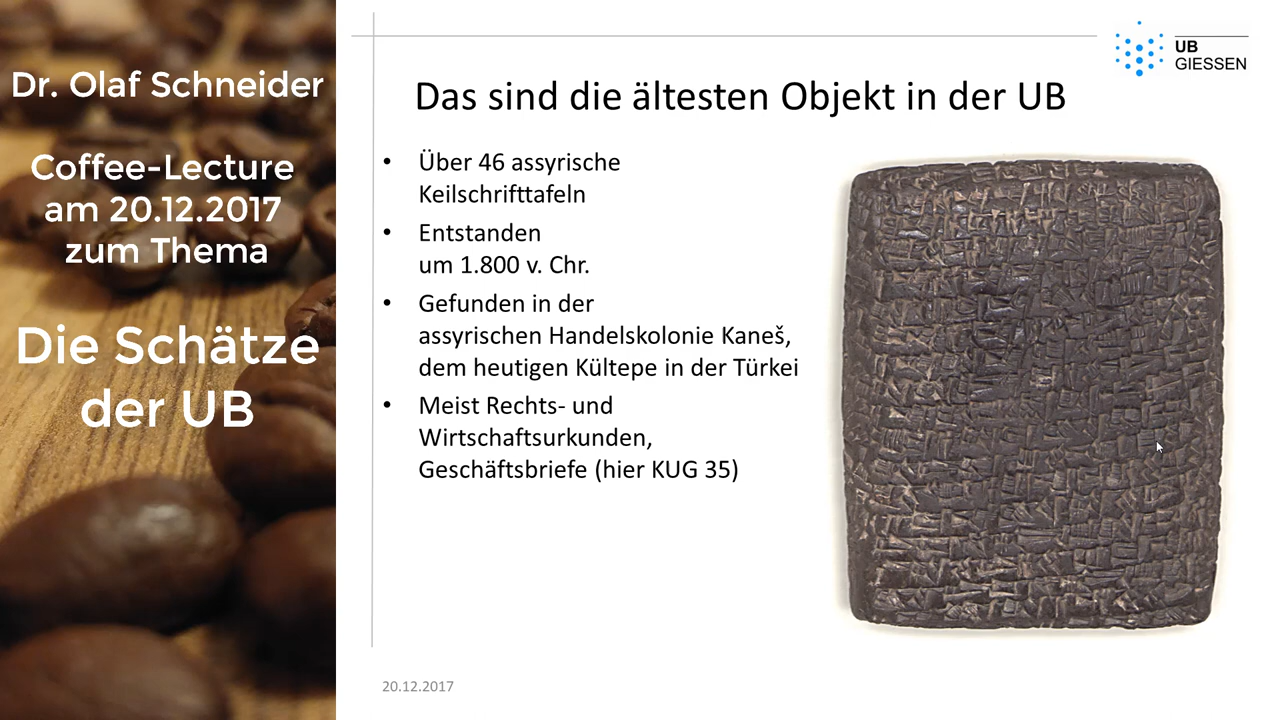 Dr. Olaf Schneider
Coffee-Lecture
am 20.12.2017
zum Thema
Die Schätze
der UB
UB
GIESSEN
Das sind die ältesten Objekt in der UB
• Über 46 assyrische
Keilschrifttafeln
• Entstanden
um 1.800 v. Chr.
• Gefunden in der
assyrischen Handelskolonie Kaneš,
dem heutigen Kültepe in der Türkei
• Meist Rechts- und
Wirtschaftsurkunden,
Geschäftsbriefe (hier KUG 35)
20.12.2017